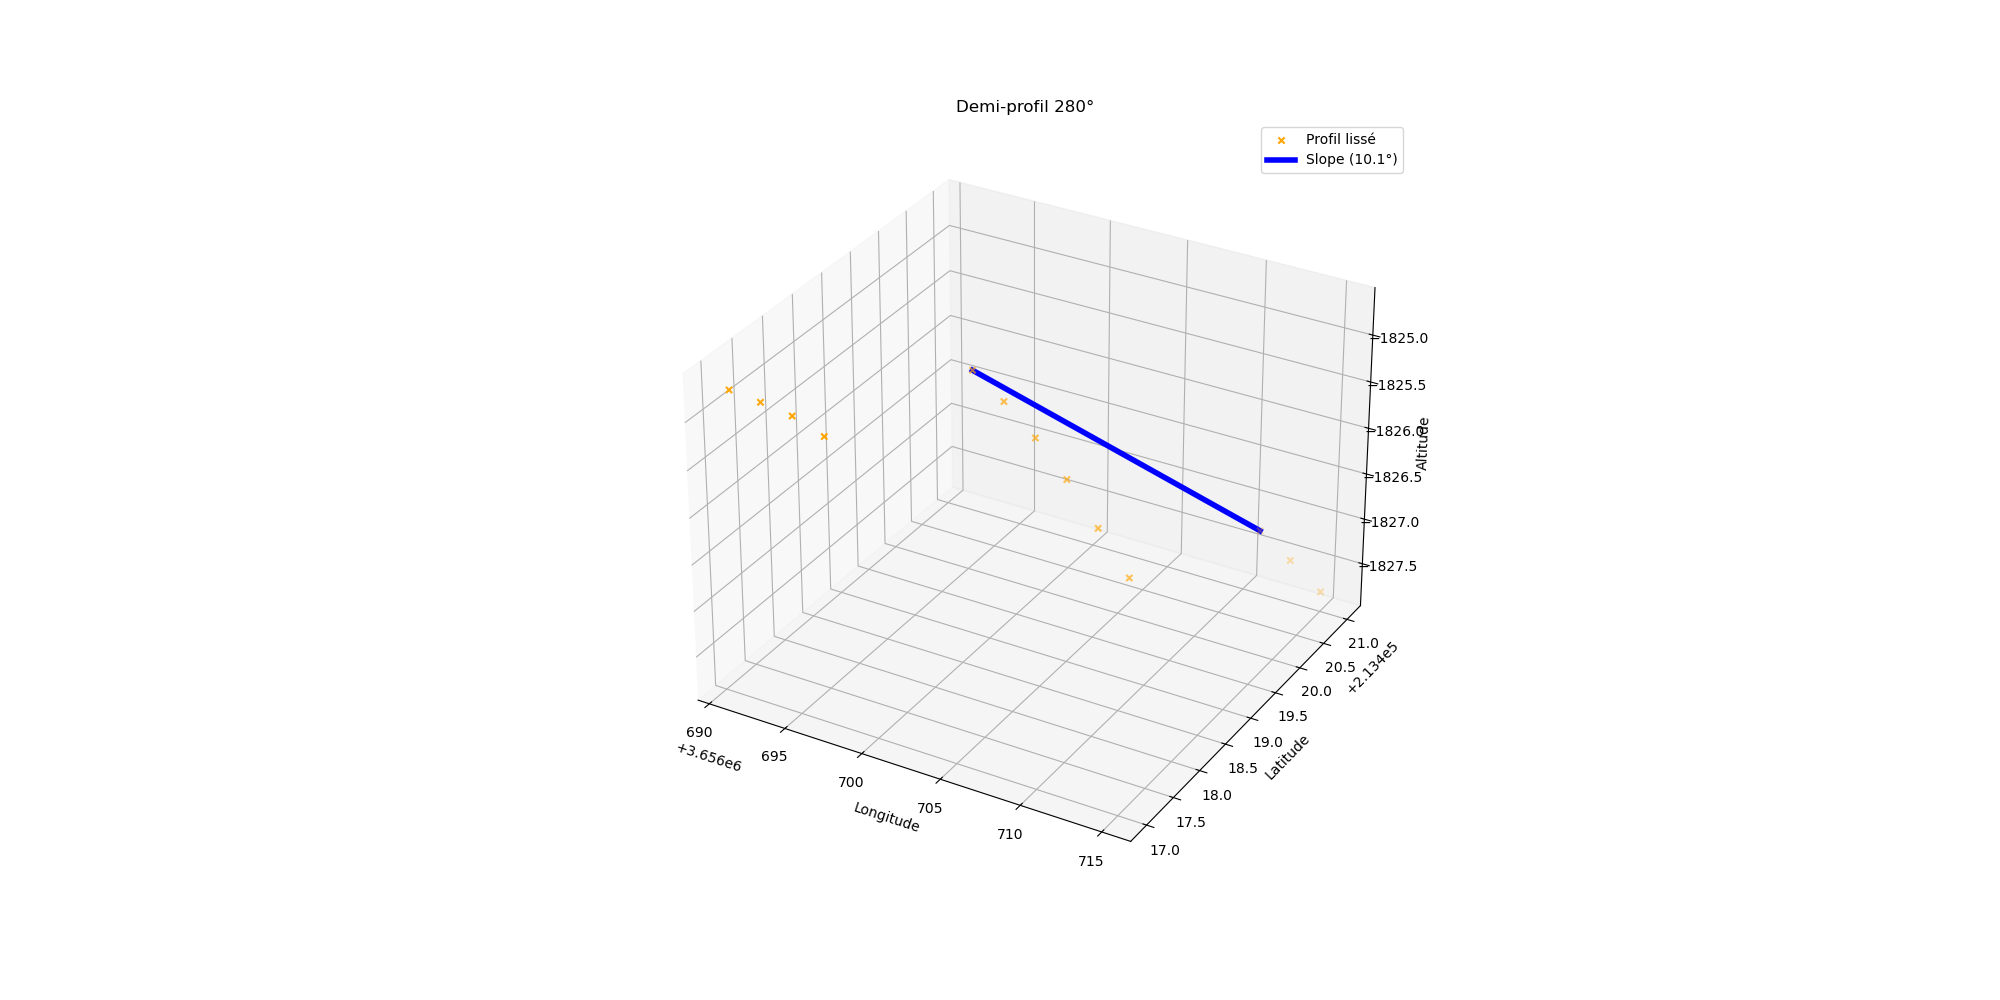 Demi-profil 280°
Profil lissé
Slope (10.1°)
−1825.0
−1825.5
−1826.0
−1826.5
−1827.0
−1827.5
Altitude
21.0
20.5
20.0
19.5
19.0
18.5
18.0
17.5
17.0
+2.134e5
Latitude
690
695
700
705
710
715
+3.656e6
Longitude